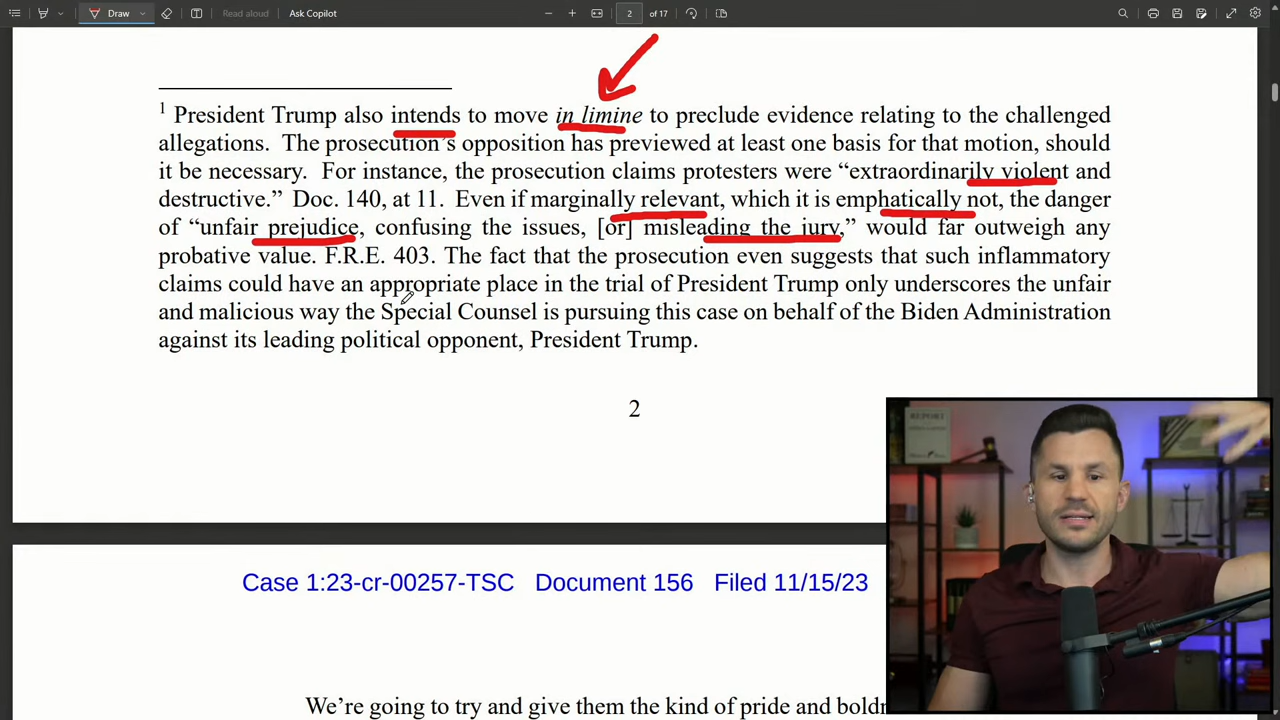 Draw
Read aloud
Ask Copilot
2
of 17
1 President Trump also intends to move in limine to preclude evidence relating to the challenged
allegations. The prosecution's opposition has previewed at least one basis for that motion, should
it be necessary. For instance, the prosecution claims protesters were “extraordinarily violent and
destructive.” Doc. 140, at 11. Even if marginally relevant, which it is emphatically not, the danger
of “unfair prejudice, confusing the issues, [or] misleading the jury,” would far outweigh any
probative value. F.R.E. 403. The fact that the prosecution even suggests that such inflammatory
claims could have an appropriate place in the trial of President Trump only underscores the unfair
and malicious way the Special Counsel is pursuing this case on behalf of the Biden Administration
against its leading political opponent, President Trump.
2
REPORT
Case 1:23-cr-00257-TSC Document 156 Filed 11/15/23
We're going to try and give them the kind of pride and